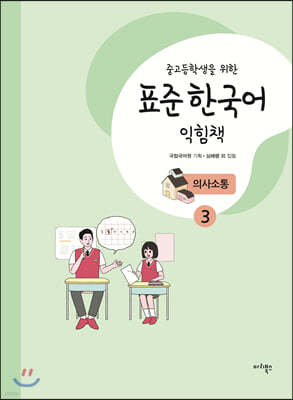 중고등학생을 위한
표준 한국어
익힘책
국립국어원 기획 • 심혜령 외 집필
의사소통
3
마리북스